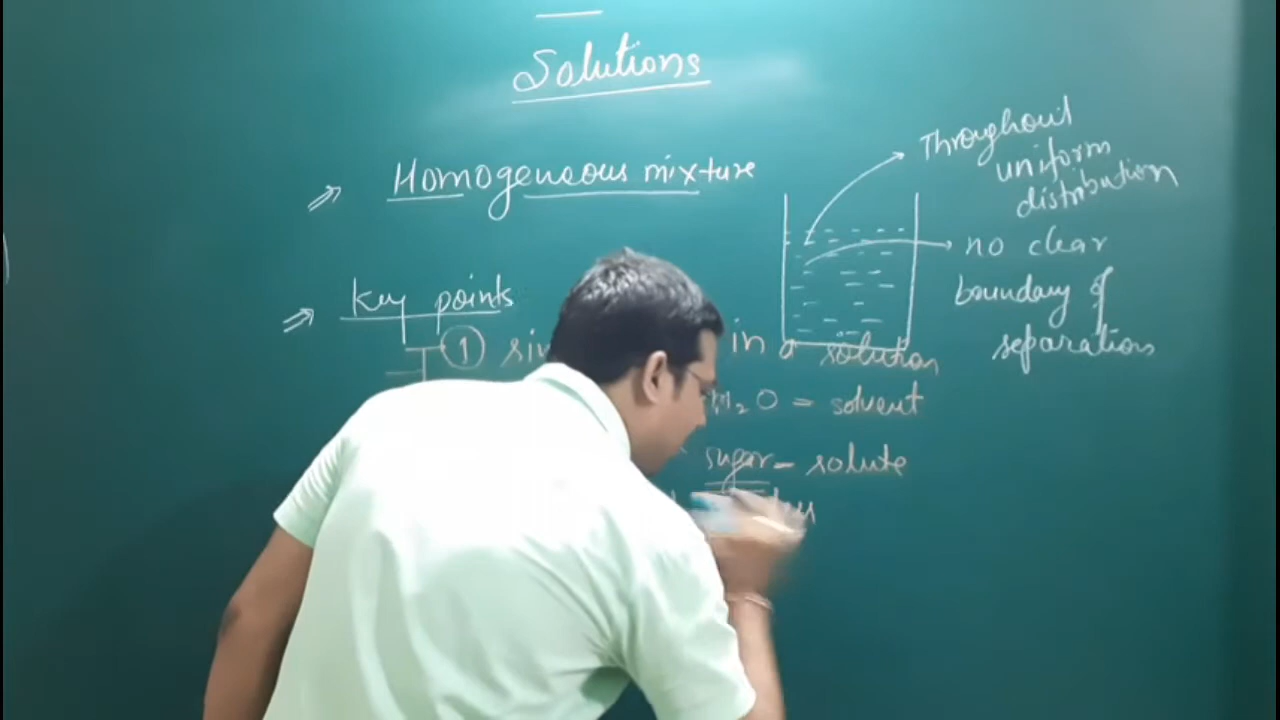 Solutions
Homogeneous mixture
Throughout
uniform
distribution
no clear
boundary of
separation
Key points
① in a solution
H₂O = solvent
sugar - solute